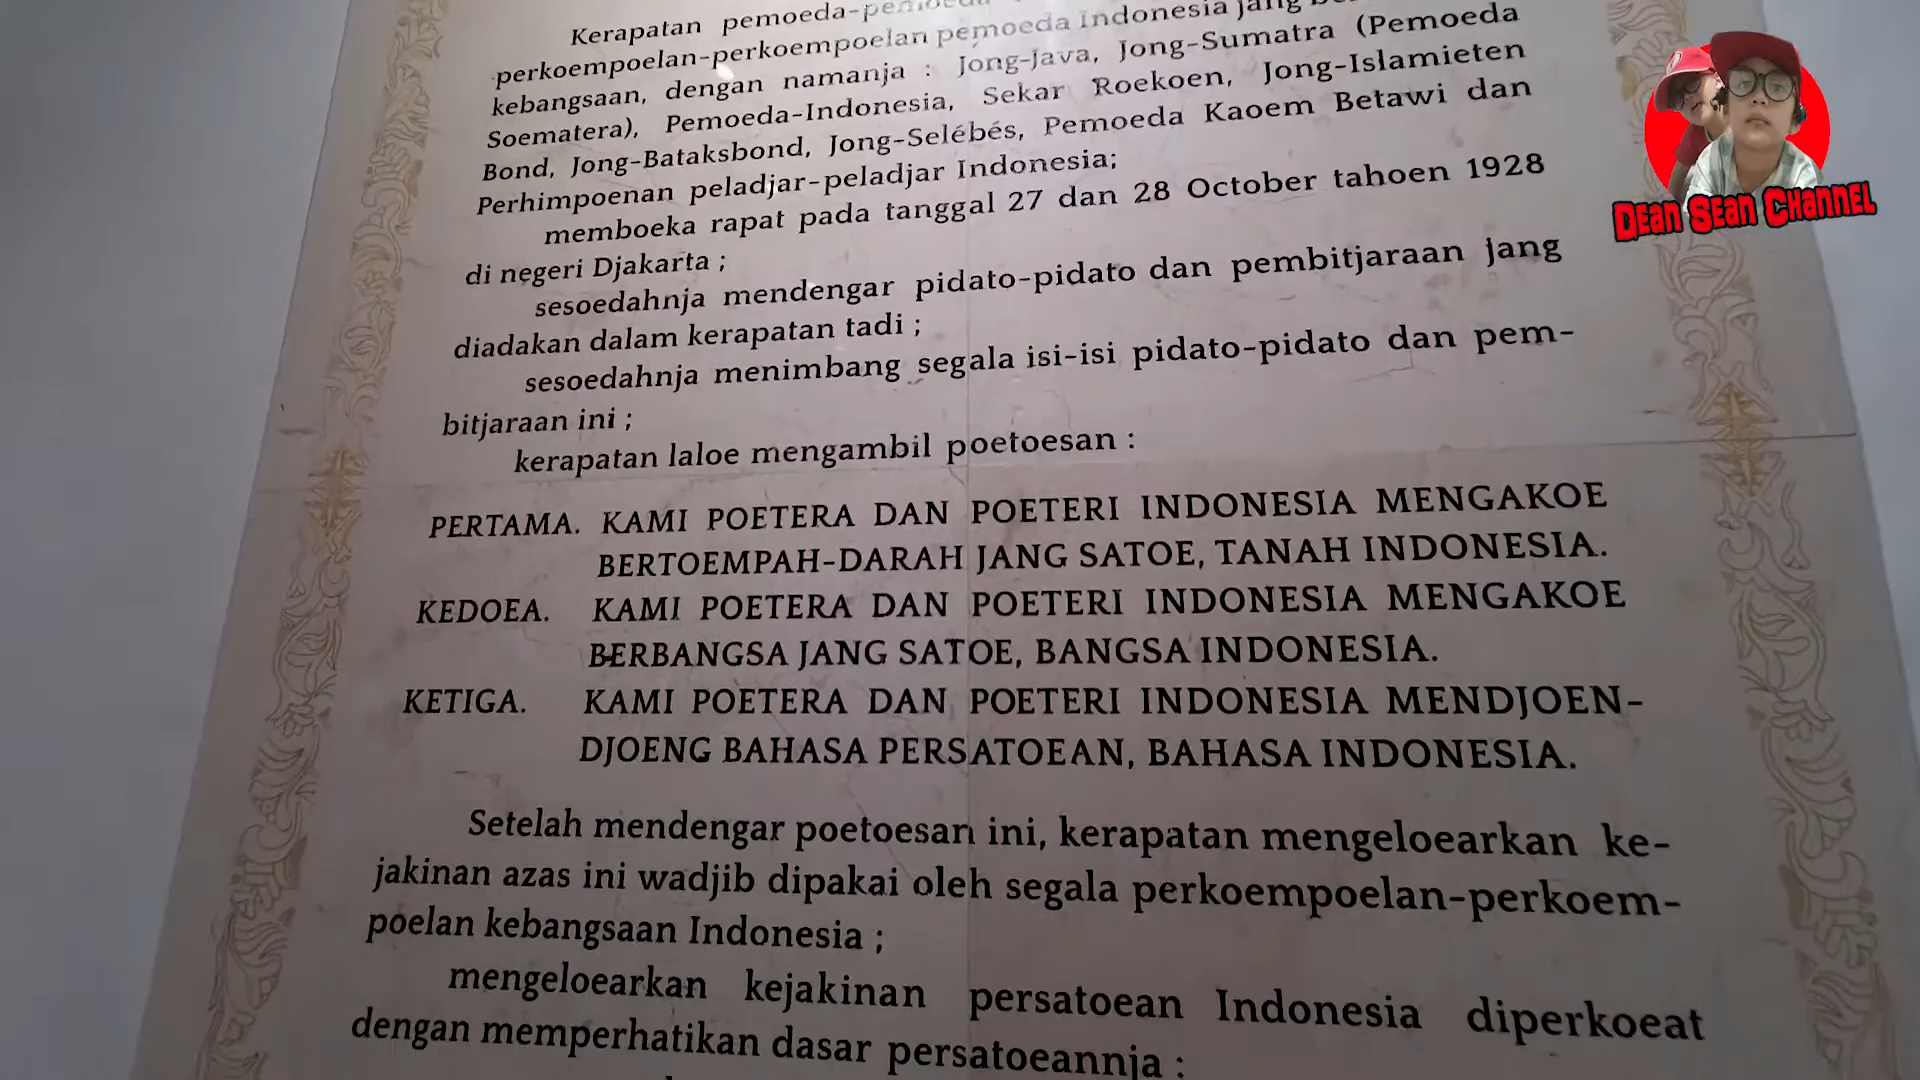 Kerapatan pemoeda-pemoeda
perkoempoelan-perkoempoelan pemoeda Indonesia jang
kebangsaan, dengan namanja : Jong-Java, Jong-Sumatra (Pemoeda
Soematera), Pemoeda-Indonesia, Sekar Roekoen, Jong-Islamieten
Bond, Jong-Bataksbond, Jong-Selébés, Pemoeda Kaoem Betawi dan
Perhimpoenan peladjar-peladjar Indonesia;
memboeka rapat pada tanggal 27 dan 28 October tahoen 1928
di negeri Djakarta ;
sesoedahnja mendengar pidato-pidato dan pembitjaraan jang
diadakan dalam kerapatan tadi ;
sesoedahnja menimbang segala isi-isi pidato-pidato dan pem-
bitjaraan ini ;
kerapatan laloe mengambil poetoesan :
PERTAMA. KAMI POETERA DAN POETERI INDONESIA MENGAKOE
BERTOEMPAH-DARAH JANG SATOE, TANAH INDONESIA.
KEDOEA. KAMI POETERA DAN POETERI INDONESIA MENGAKOE
BERBANGSA JANG SATOE, BANGSA INDONESIA.
KETIGA. KAMI POETERA DAN POETERI INDONESIA MENDJOEN-
DJOENG BAHASA PERSATOEAN, BAHASA INDONESIA.
Setelah mendengar poetoesan ini, kerapatan mengeloearkan ke-
jakinan azas ini wadjib dipakai oleh segala perkoempoelan-perkoem-
poelan kebangsaan Indonesia ;
mengeloearkan kejakinan persatoean Indonesia diperkoeat
dengan memperhatikan dasar persatoeannja :
Dean Sean Channel